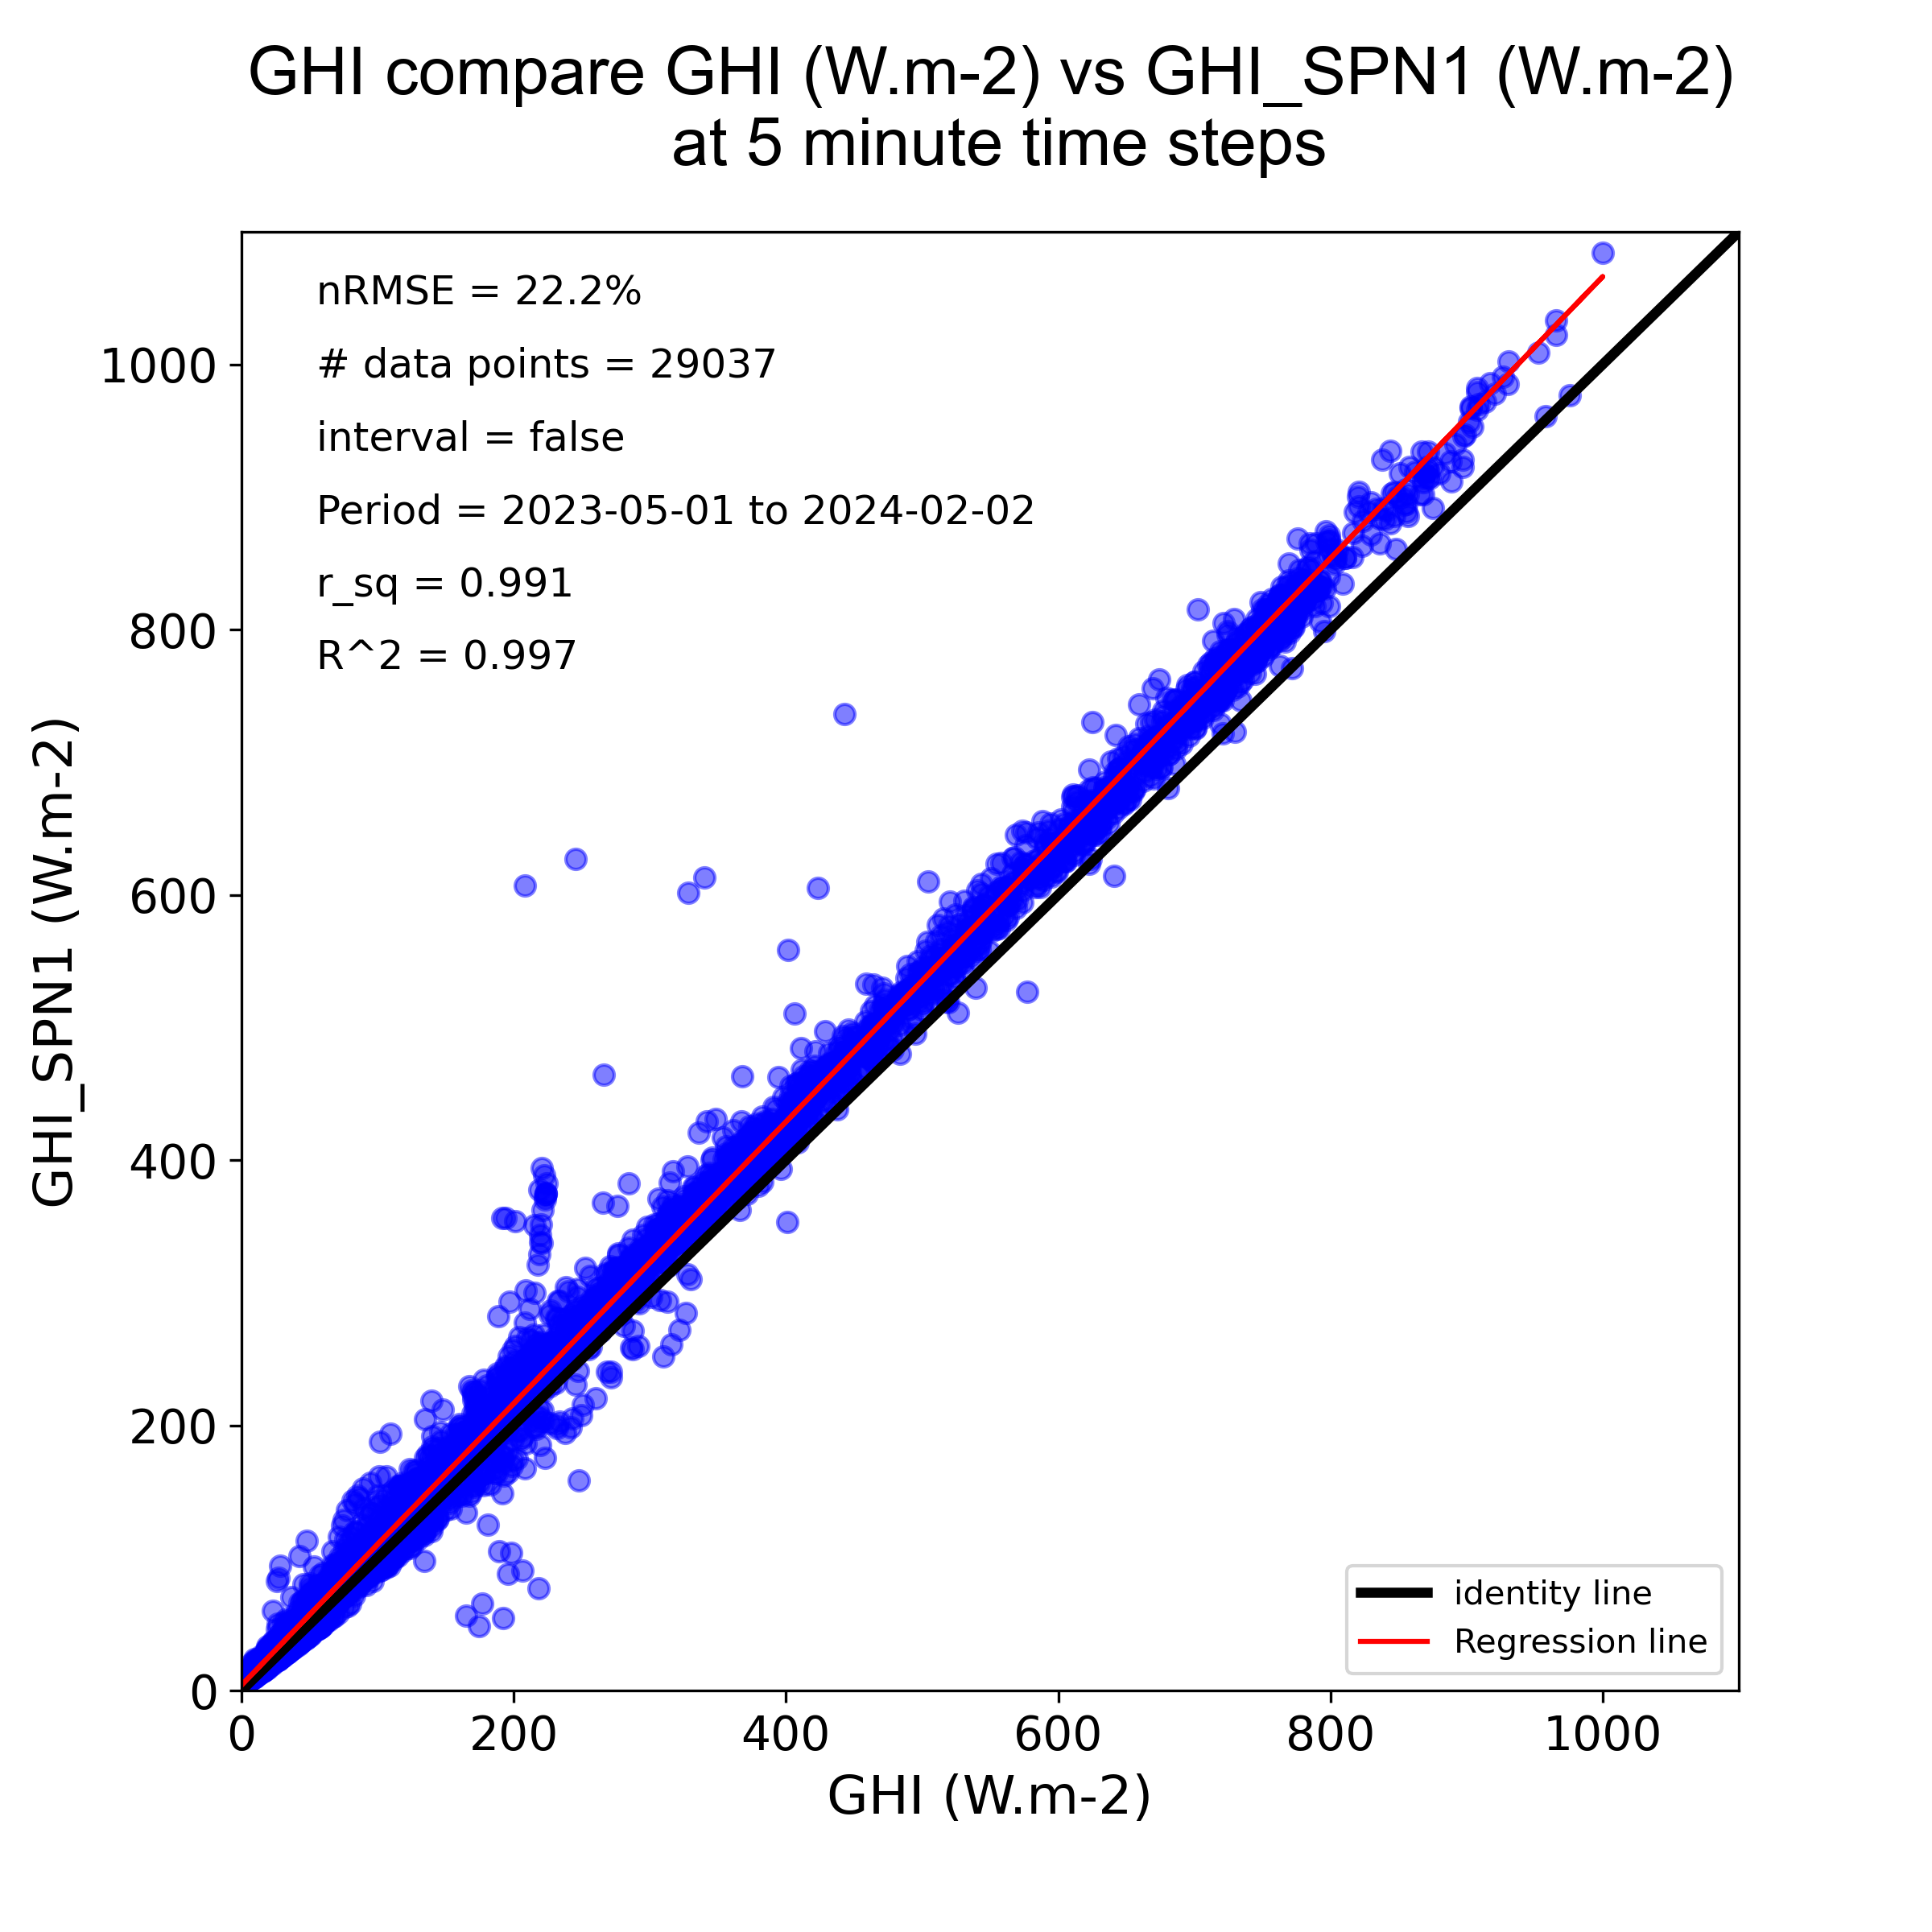 GHI compare GHI (W.m-2) vs GHI_SPN1 (W.m-2)
at 5 minute time steps
nRMSE = 22.2%
# data points = 29037
interval = false
Period = 2023-05-01 to 2024-02-02
r_sq = 0.991
R^2 = 0.997
GHI_SPN1 (W.m-2)
1000
800
600
400
200
0
identity line
Regression line
0 200 400 600 800 1000
GHI (W.m-2)